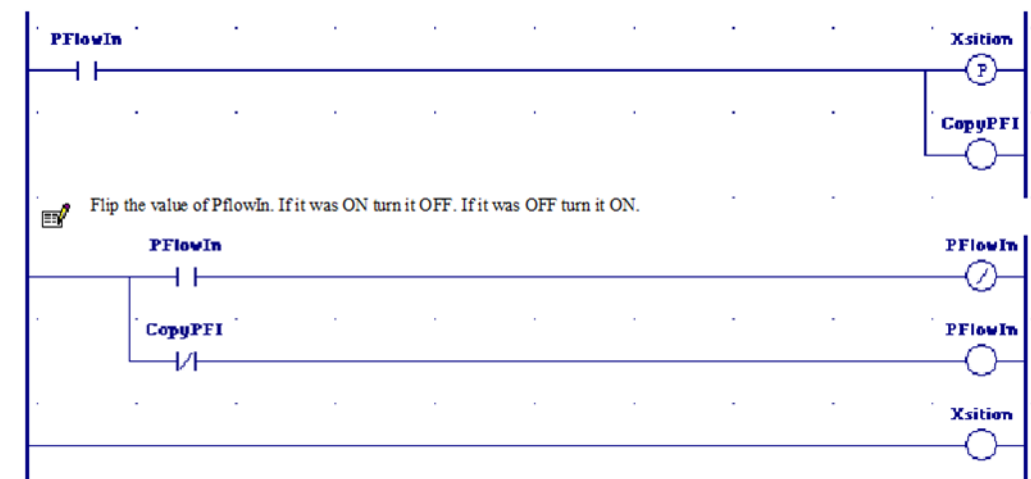 PFlowIn Xsition
P
CopyPFI
Flip the value of PflowIn. If it was ON turn it OFF. If it was OFF turn it ON.
PFlowIn PFlowIn
CopyPFI PFlowIn
Xsition